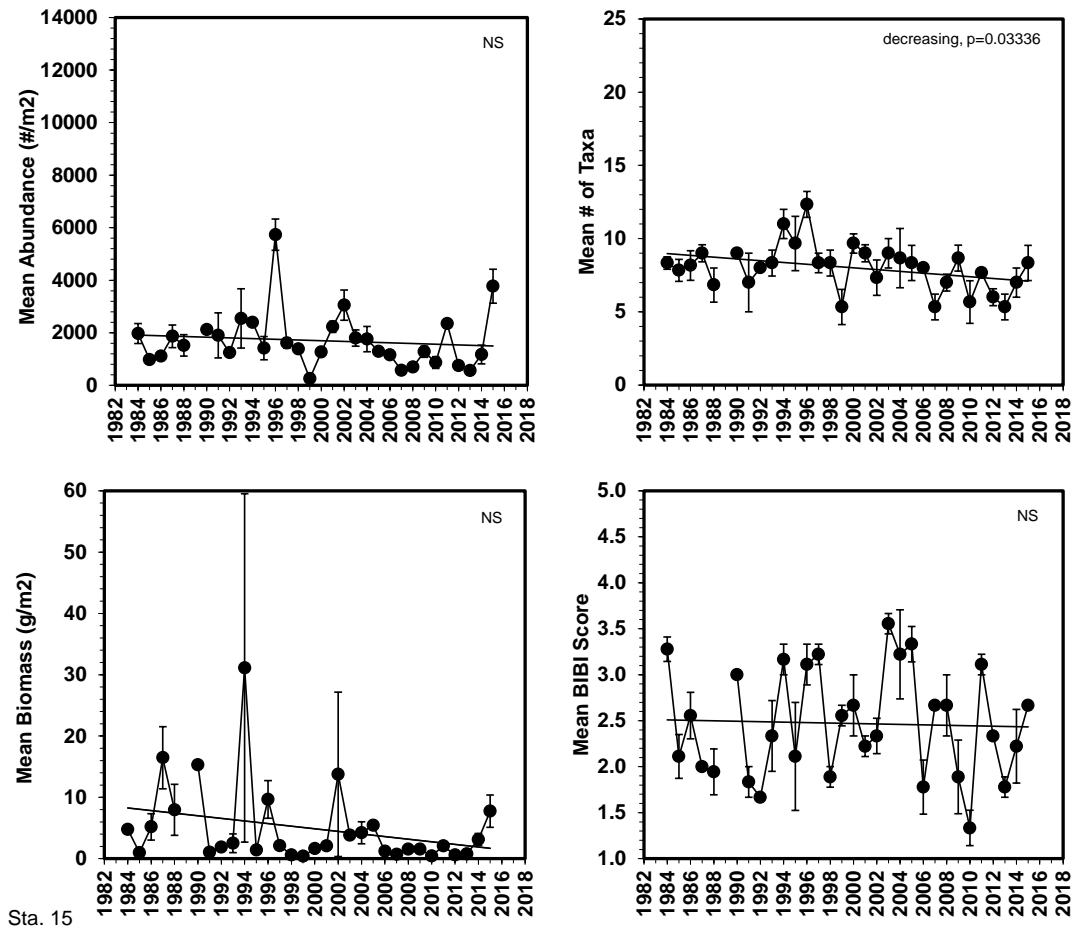 Mean Abundance (#/m2)
14000
12000
10000
8000
6000
4000
2000
0
NS
1982 1984 1986 1988 1990 1992 1994 1996 1998 2000 2002 2004 2006 2008 2010 2012 2014 2016 2018
Mean # of Taxa
25
20
15
10
5
0
decreasing, p=0.03336
1982 1984 1986 1988 1990 1992 1994 1996 1998 2000 2002 2004 2006 2008 2010 2012 2014 2016 2018
Mean Biomass (g/m2)
60
50
40
30
20
10
0
NS
1982 1984 1986 1988 1990 1992 1994 1996 1998 2000 2002 2004 2006 2008 2010 2012 2014 2016 2018
Mean BIBI Score
5.0
4.5
4.0
3.5
3.0
2.5
2.0
1.5
1.0
NS
1982 1984 1986 1988 1990 1992 1994 1996 1998 2000 2002 2004 2006 2008 2010 2012 2014 2016 2018
Sta. 15